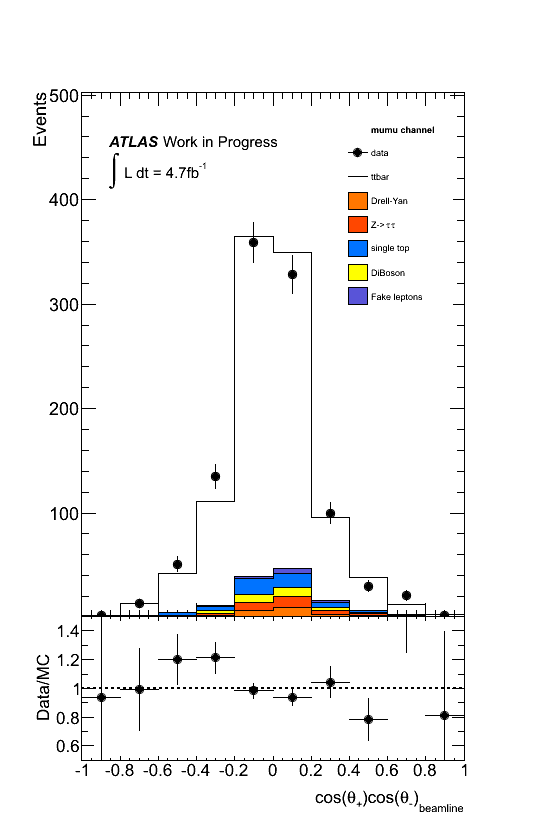 Events
500
400
300
200
100
ATLAS Work in Progress
∫ L dt = 4.7fb⁻¹
mumu channel
data
ttbar
Drell-Yan
Z->ττ
single top
DiBoson
Fake leptons
Data/MC
1.4
1.2
1
0.8
0.6
-1 -0.8 -0.6 -0.4 -0.2 0 0.2 0.4 0.6 0.8 1
cos(θ₊)cos(θ₋)beamline